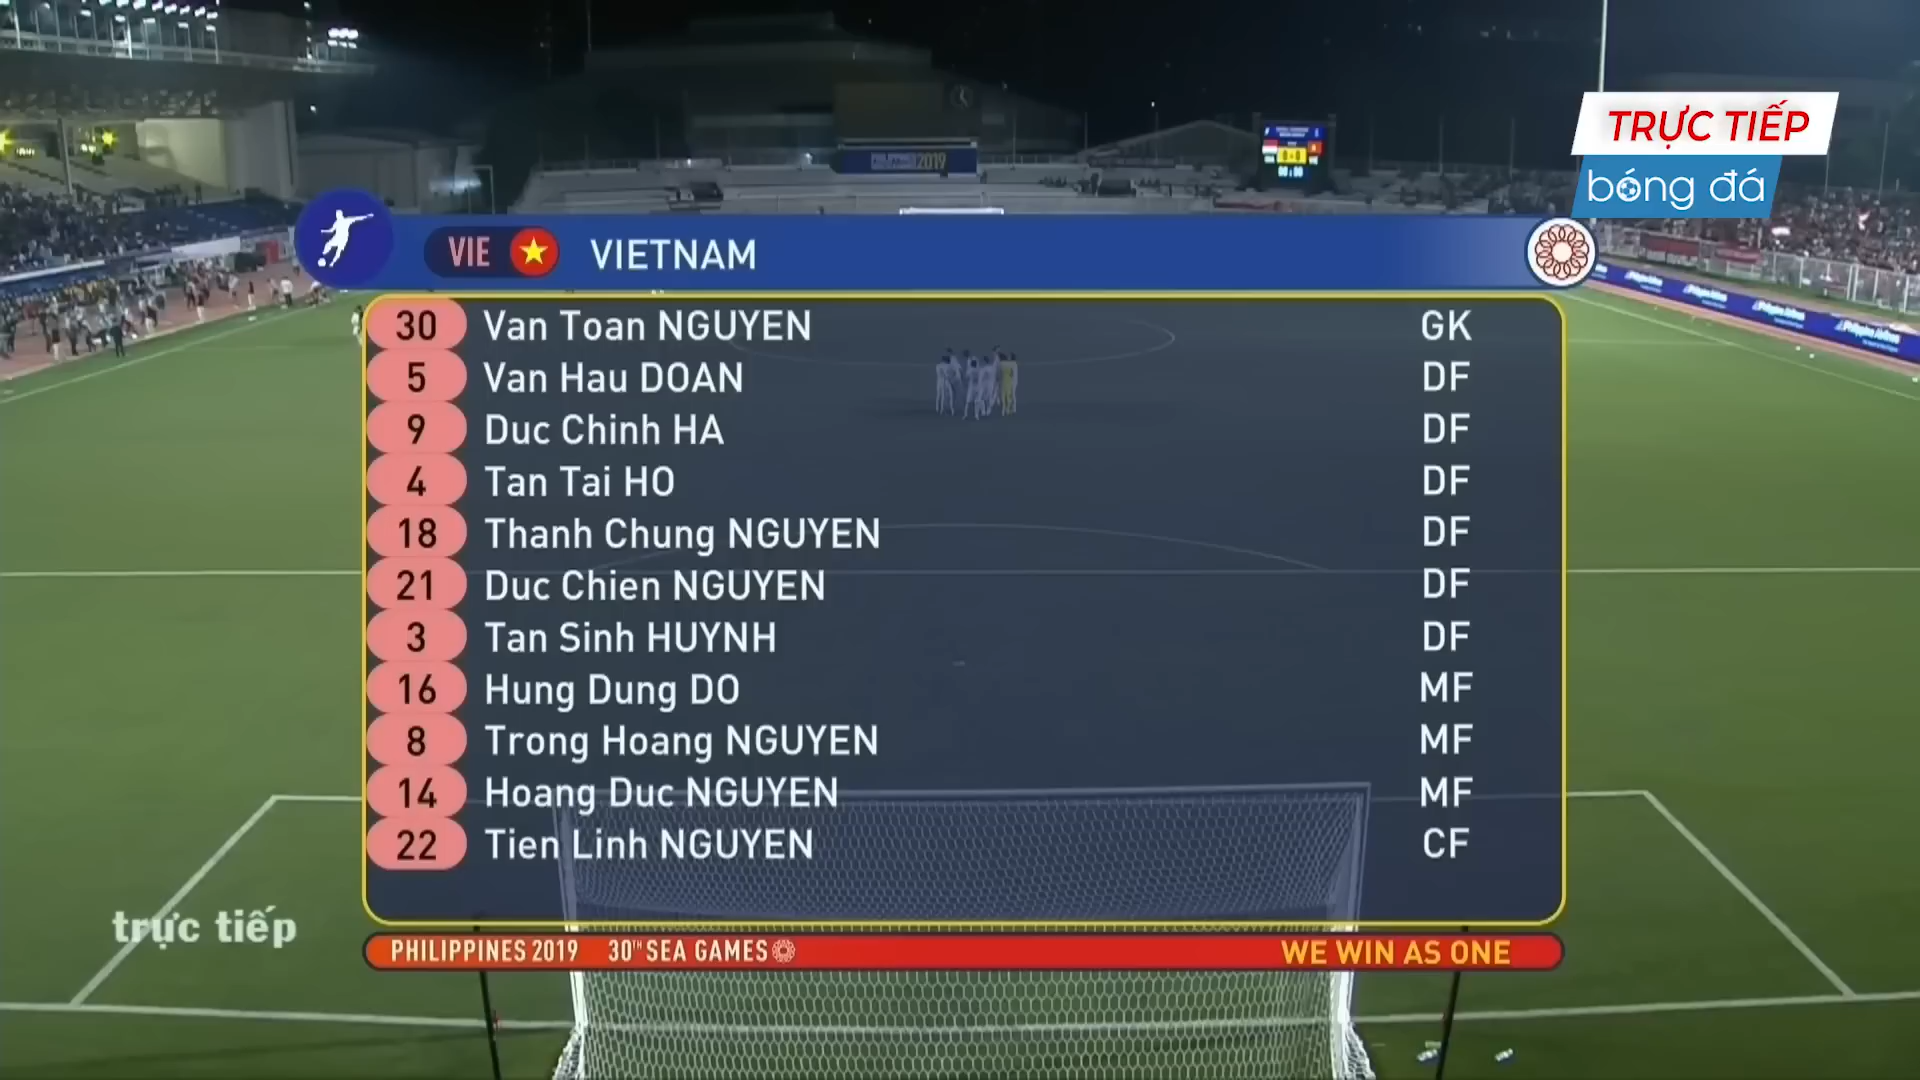 TRỰC TIẾP
bóng đá
VIE VIETNAM
30 Van Toan NGUYEN GK
5 Van Hau DOAN DF
9 Duc Chinh HA DF
4 Tan Tai HO DF
18 Thanh Chung NGUYEN DF
21 Duc Chien NGUYEN DF
3 Tan Sinh HUYNH DF
16 Hung Dung DO MF
8 Trong Hoang NGUYEN MF
14 Hoang Duc NGUYEN MF
22 Tien Linh NGUYEN CF
trực tiếp
PHILIPPINES 2019 30TH SEA GAMES WE WIN AS ONE